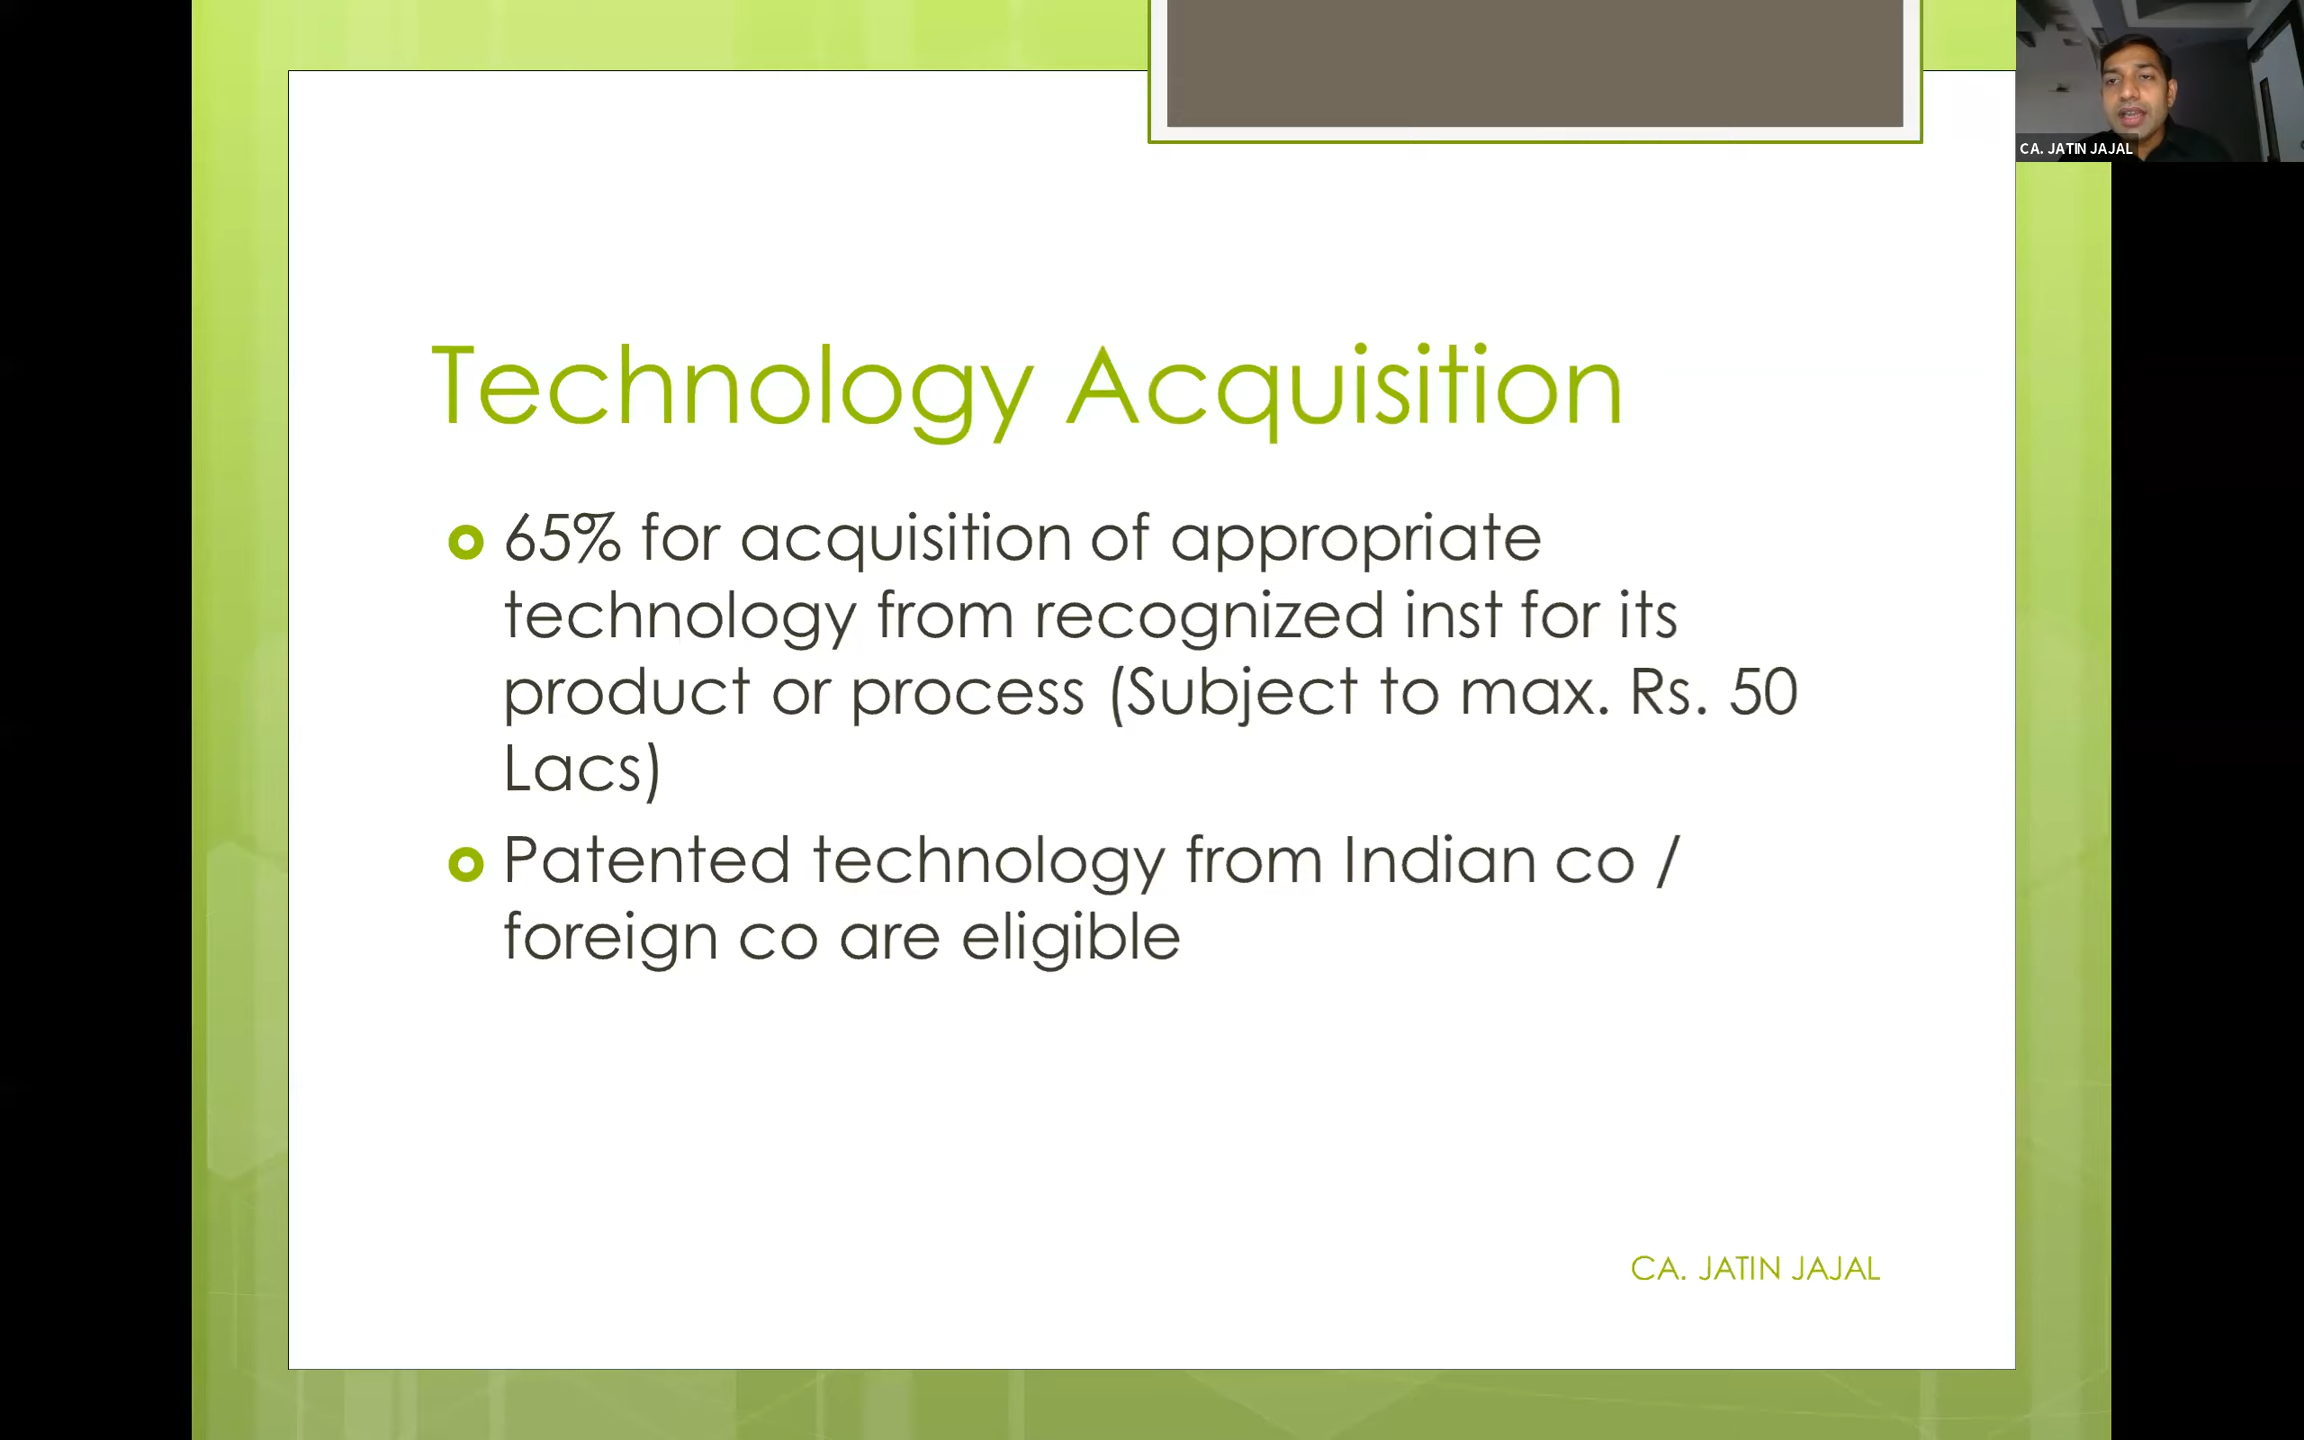 CA. JATIN JAJAL
Technology Acquisition
65% for acquisition of appropriate
technology from recognized inst for its
product or process (Subject to max. Rs. 50
Lacs)
Patented technology from Indian co /
foreign co are eligible
CA. JATIN JAJAL